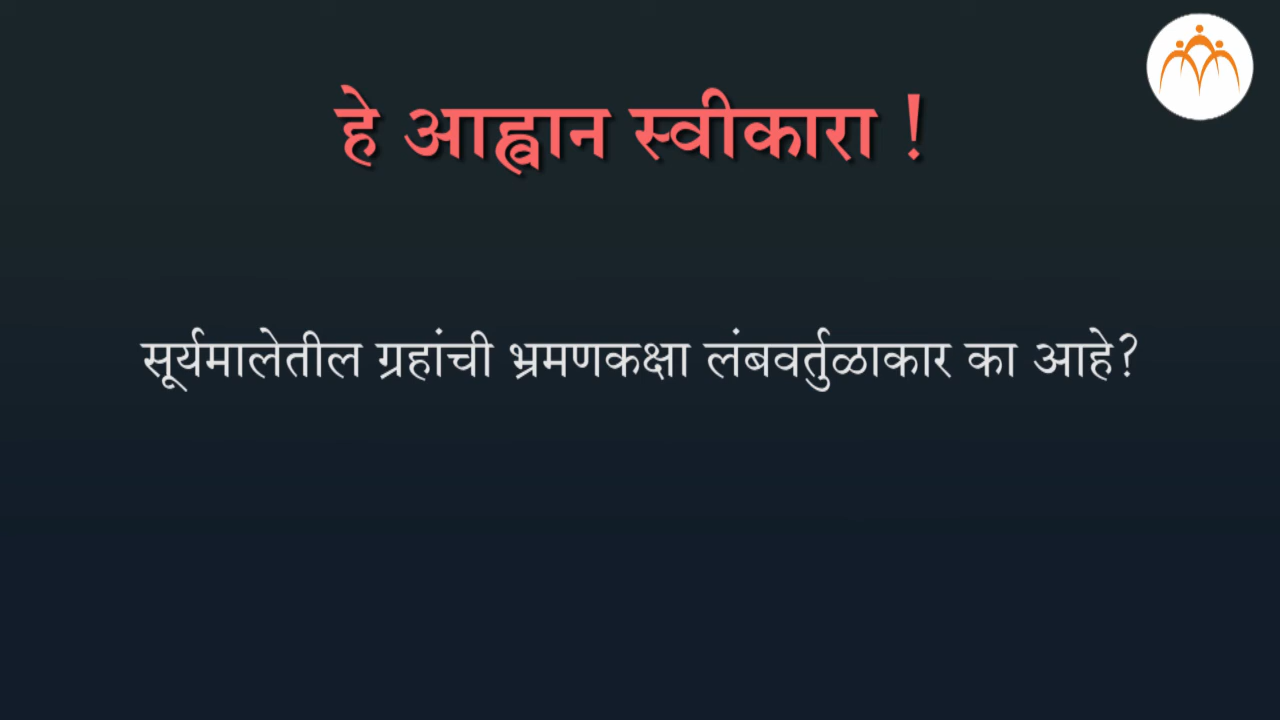 हे आह्वान स्वीकारा !
सूर्यमालेतील ग्रहांची भ्रमणकक्षा लंबवर्तुळाकार का आहे?